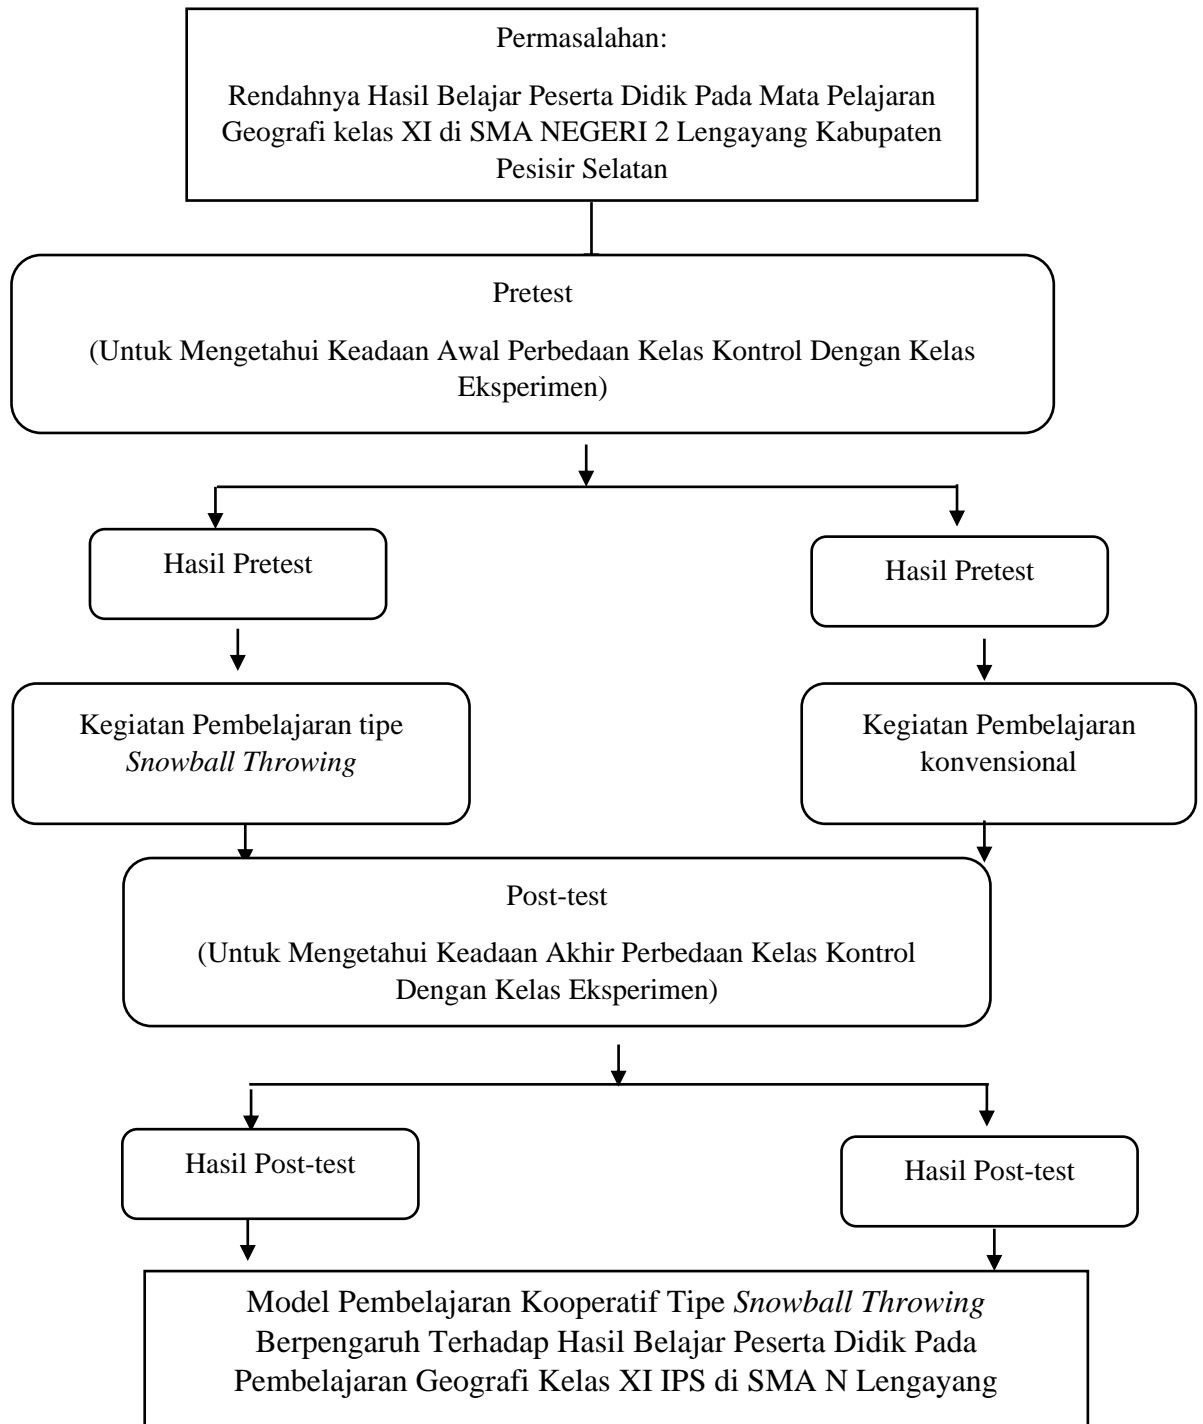 Permasalahan:
Rendahnya Hasil Belajar Peserta Didik Pada Mata Pelajaran
Geografi kelas XI di SMA NEGERI 2 Lengayang Kabupaten
Pesisir Selatan
Pretest
(Untuk Mengetahui Keadaan Awal Perbedaan Kelas Kontrol Dengan Kelas
Eksperimen)
Hasil Pretest
Hasil Pretest
Kegiatan Pembelajaran tipe
Snowball Throwing
Kegiatan Pembelajaran
konvensional
Post-test
(Untuk Mengetahui Keadaan Akhir Perbedaan Kelas Kontrol
Dengan Kelas Eksperimen)
Hasil Post-test
Hasil Post-test
Model Pembelajaran Kooperatif Tipe Snowball Throwing
Berpengaruh Terhadap Hasil Belajar Peserta Didik Pada
Pembelajaran Geografi Kelas XI IPS di SMA N Lengayang